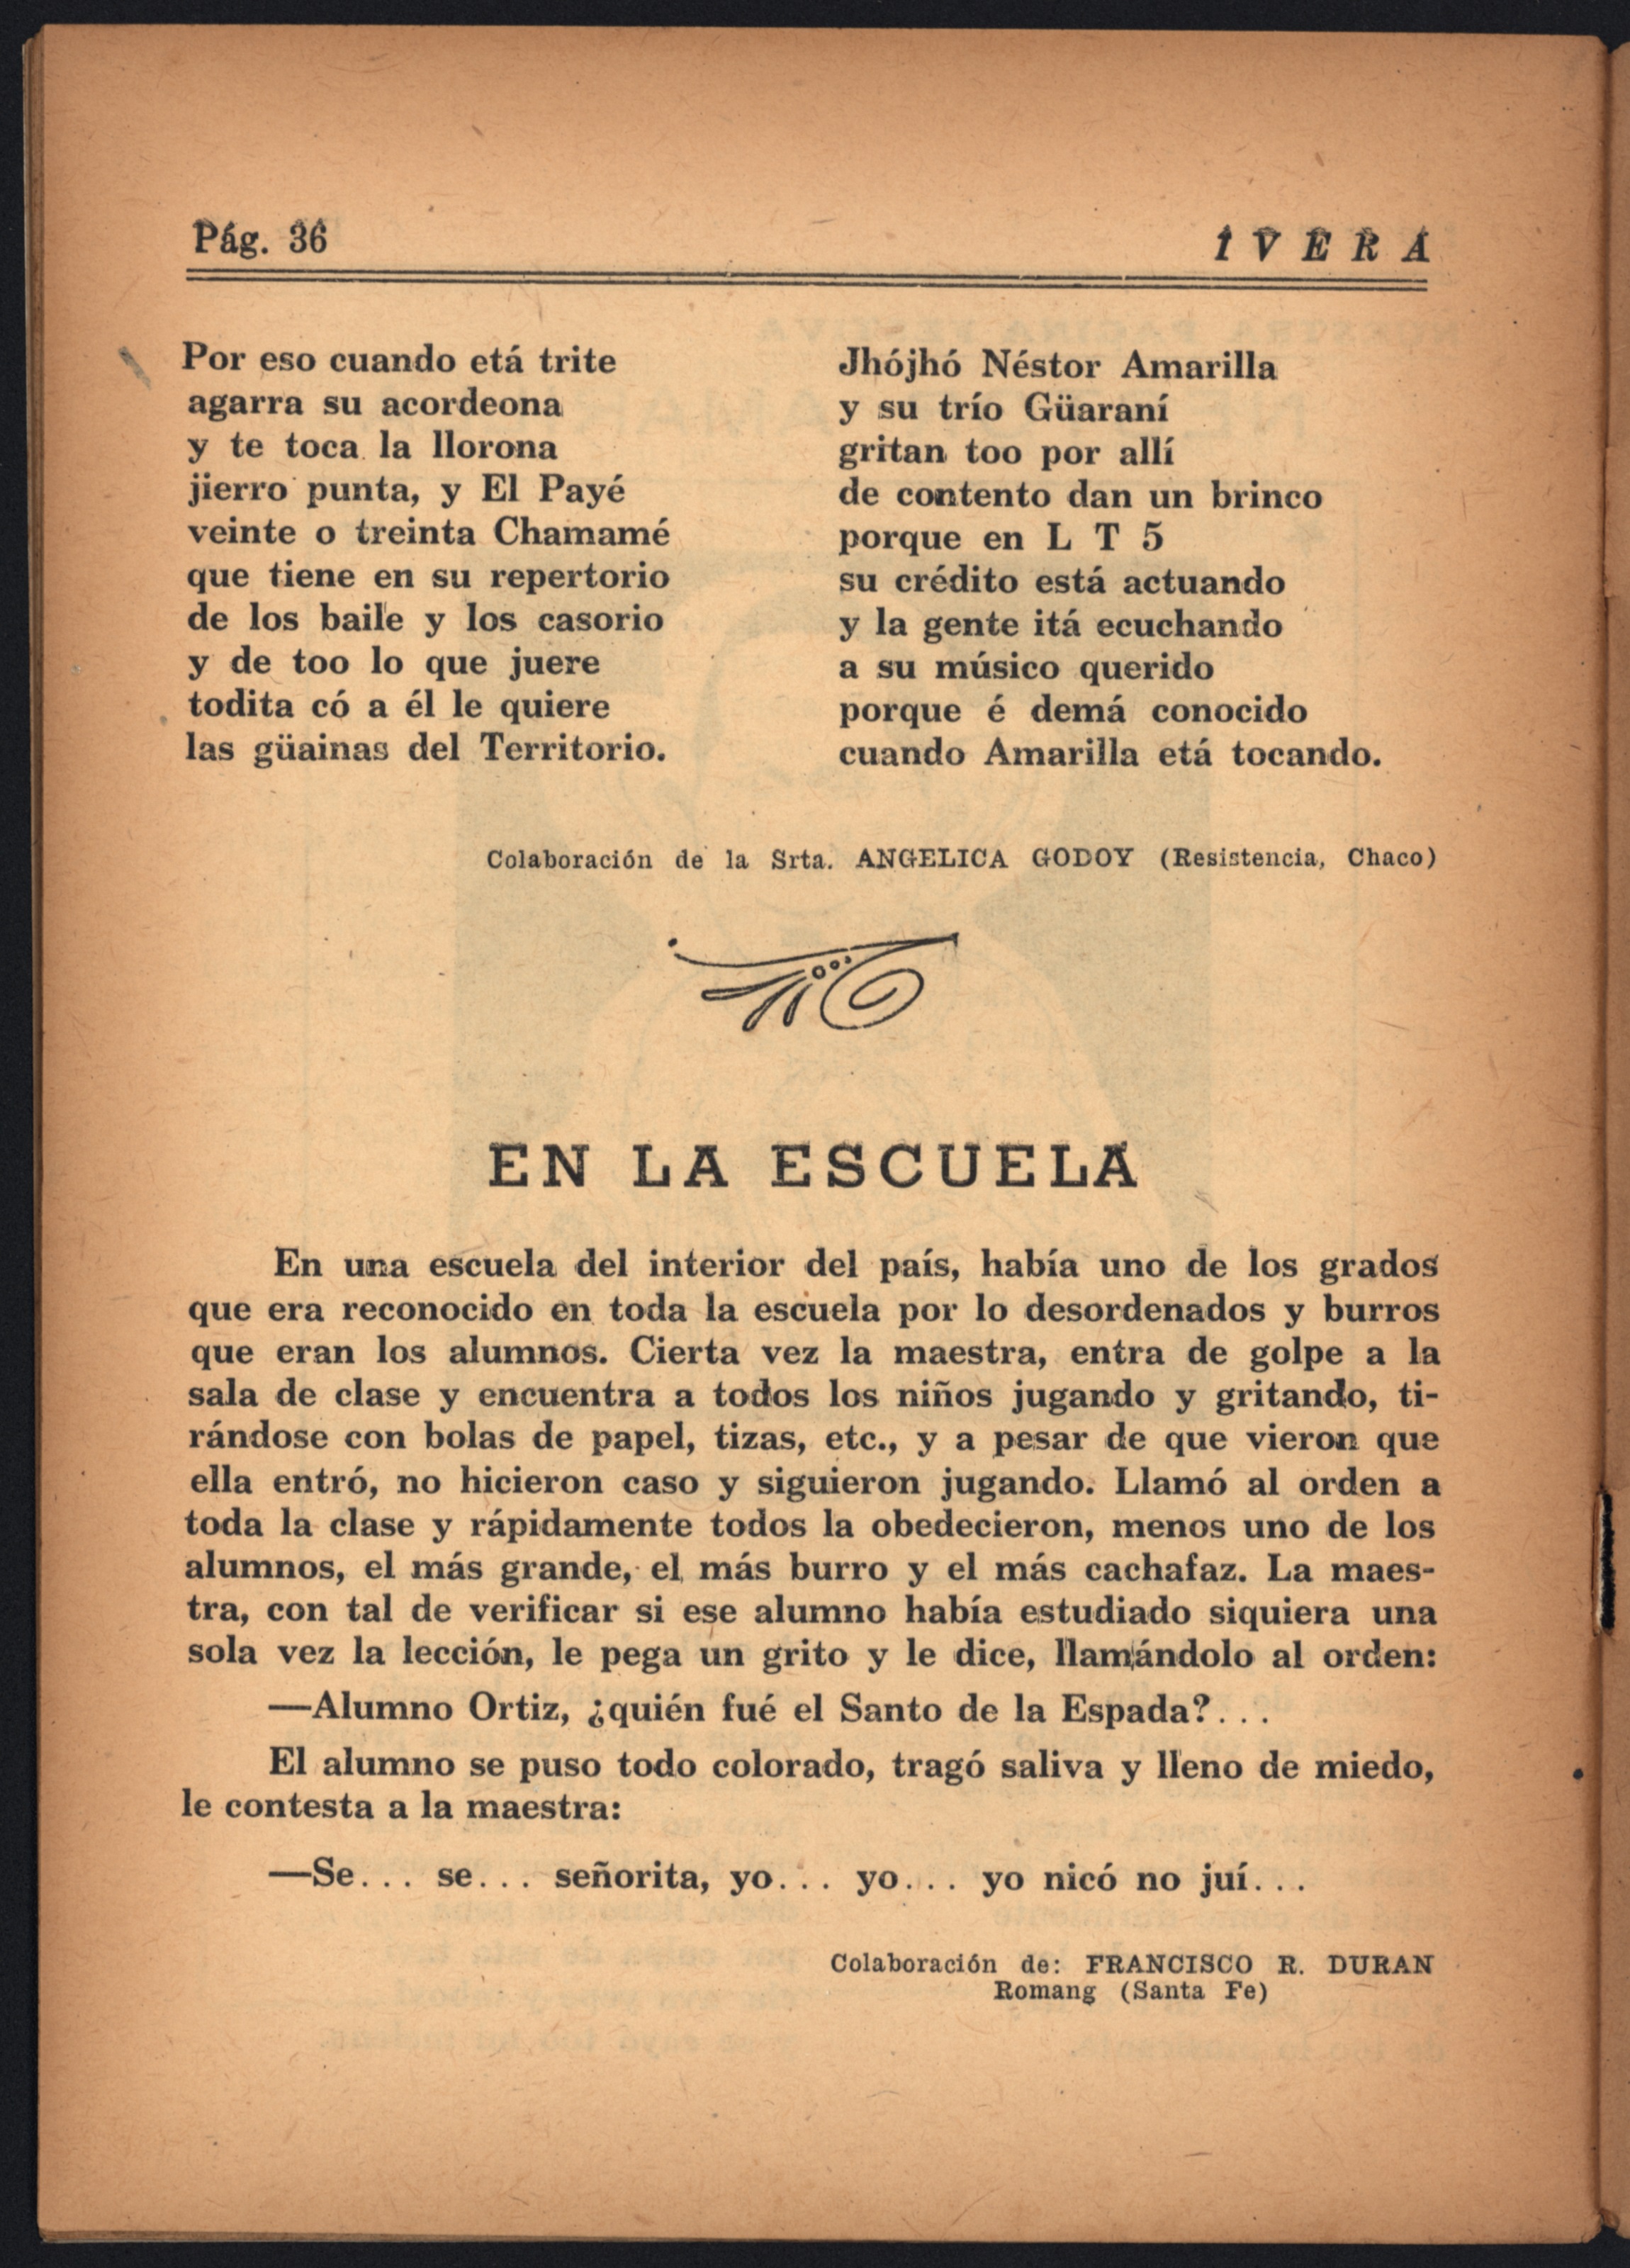 Pág. 36
IVERA
Por eso cuando etá trite
agarra su acordeona
y te toca la llorona
jierro punta, y El Payé
veinte o treinta Chamamé
que tiene en su repertorio
de los baile y los casorio
y de too lo que juere
todita có a él le quiere
las güainas del Territorio.
Jhójhó Néstor Amarilla
y su trío Güaraní
gritan too por allí
de contento dan un brinco
porque en L T 5
su crédito está actuando
y la gente itá ecuchando
a su músico querido
porque é demá conocido
cuando Amarilla etá tocando.
Colaboración de la Srta. ANGELICA GODOY (Resistencia, Chaco)
EN LA ESCUELA
En una escuela del interior del país, había uno de los grados
que era reconocido en toda la escuela por lo desordenados y burros
que eran los alumnos. Cierta vez la maestra, entra de golpe a la
sala de clase y encuentra a todos los niños jugando y gritando, ti-
rándose con bolas de papel, tizas, etc., y a pesar de que vieron que
ella entró, no hicieron caso y siguieron jugando. Llamó al orden a
toda la clase y rápidamente todos la obedecieron, menos uno de los
alumnos, el más grande, el más burro y el más cachafaz. La maes-
tra, con tal de verificar si ese alumno había estudiado siquiera una
sola vez la lección, le pega un grito y le dice, llamándolo al orden:
—Alumno Ortiz, ¿quién fué el Santo de la Espada?...
El alumno se puso todo colorado, tragó saliva y lleno de miedo,
le contesta a la maestra:
—Se... se... señorita, yo... yo... yo nicó no juí...
Colaboración de: FRANCISCO R. DURAN
Romang (Santa Fe)